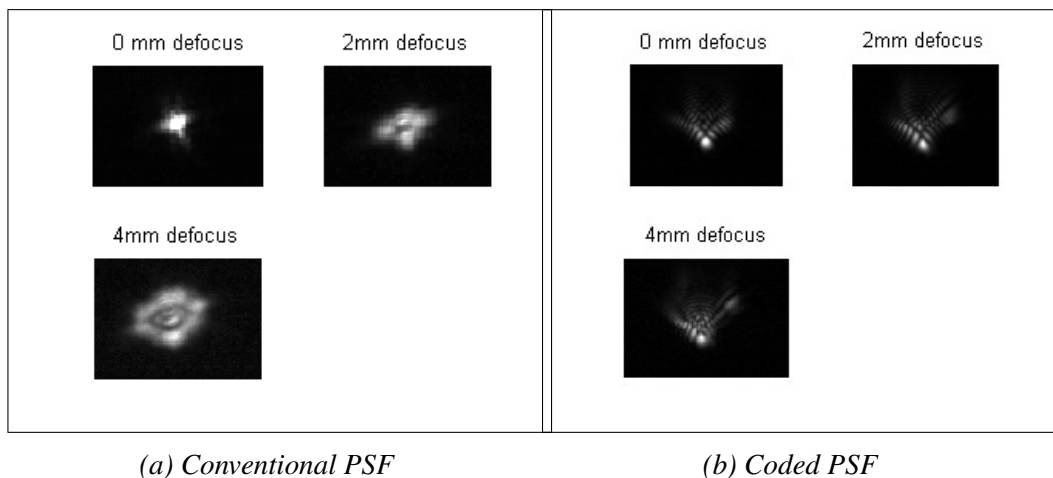 0 mm defocus
2mm defocus
4mm defocus
0 mm defocus
2mm defocus
4mm defocus
(a) Conventional PSF
(b) Coded PSF